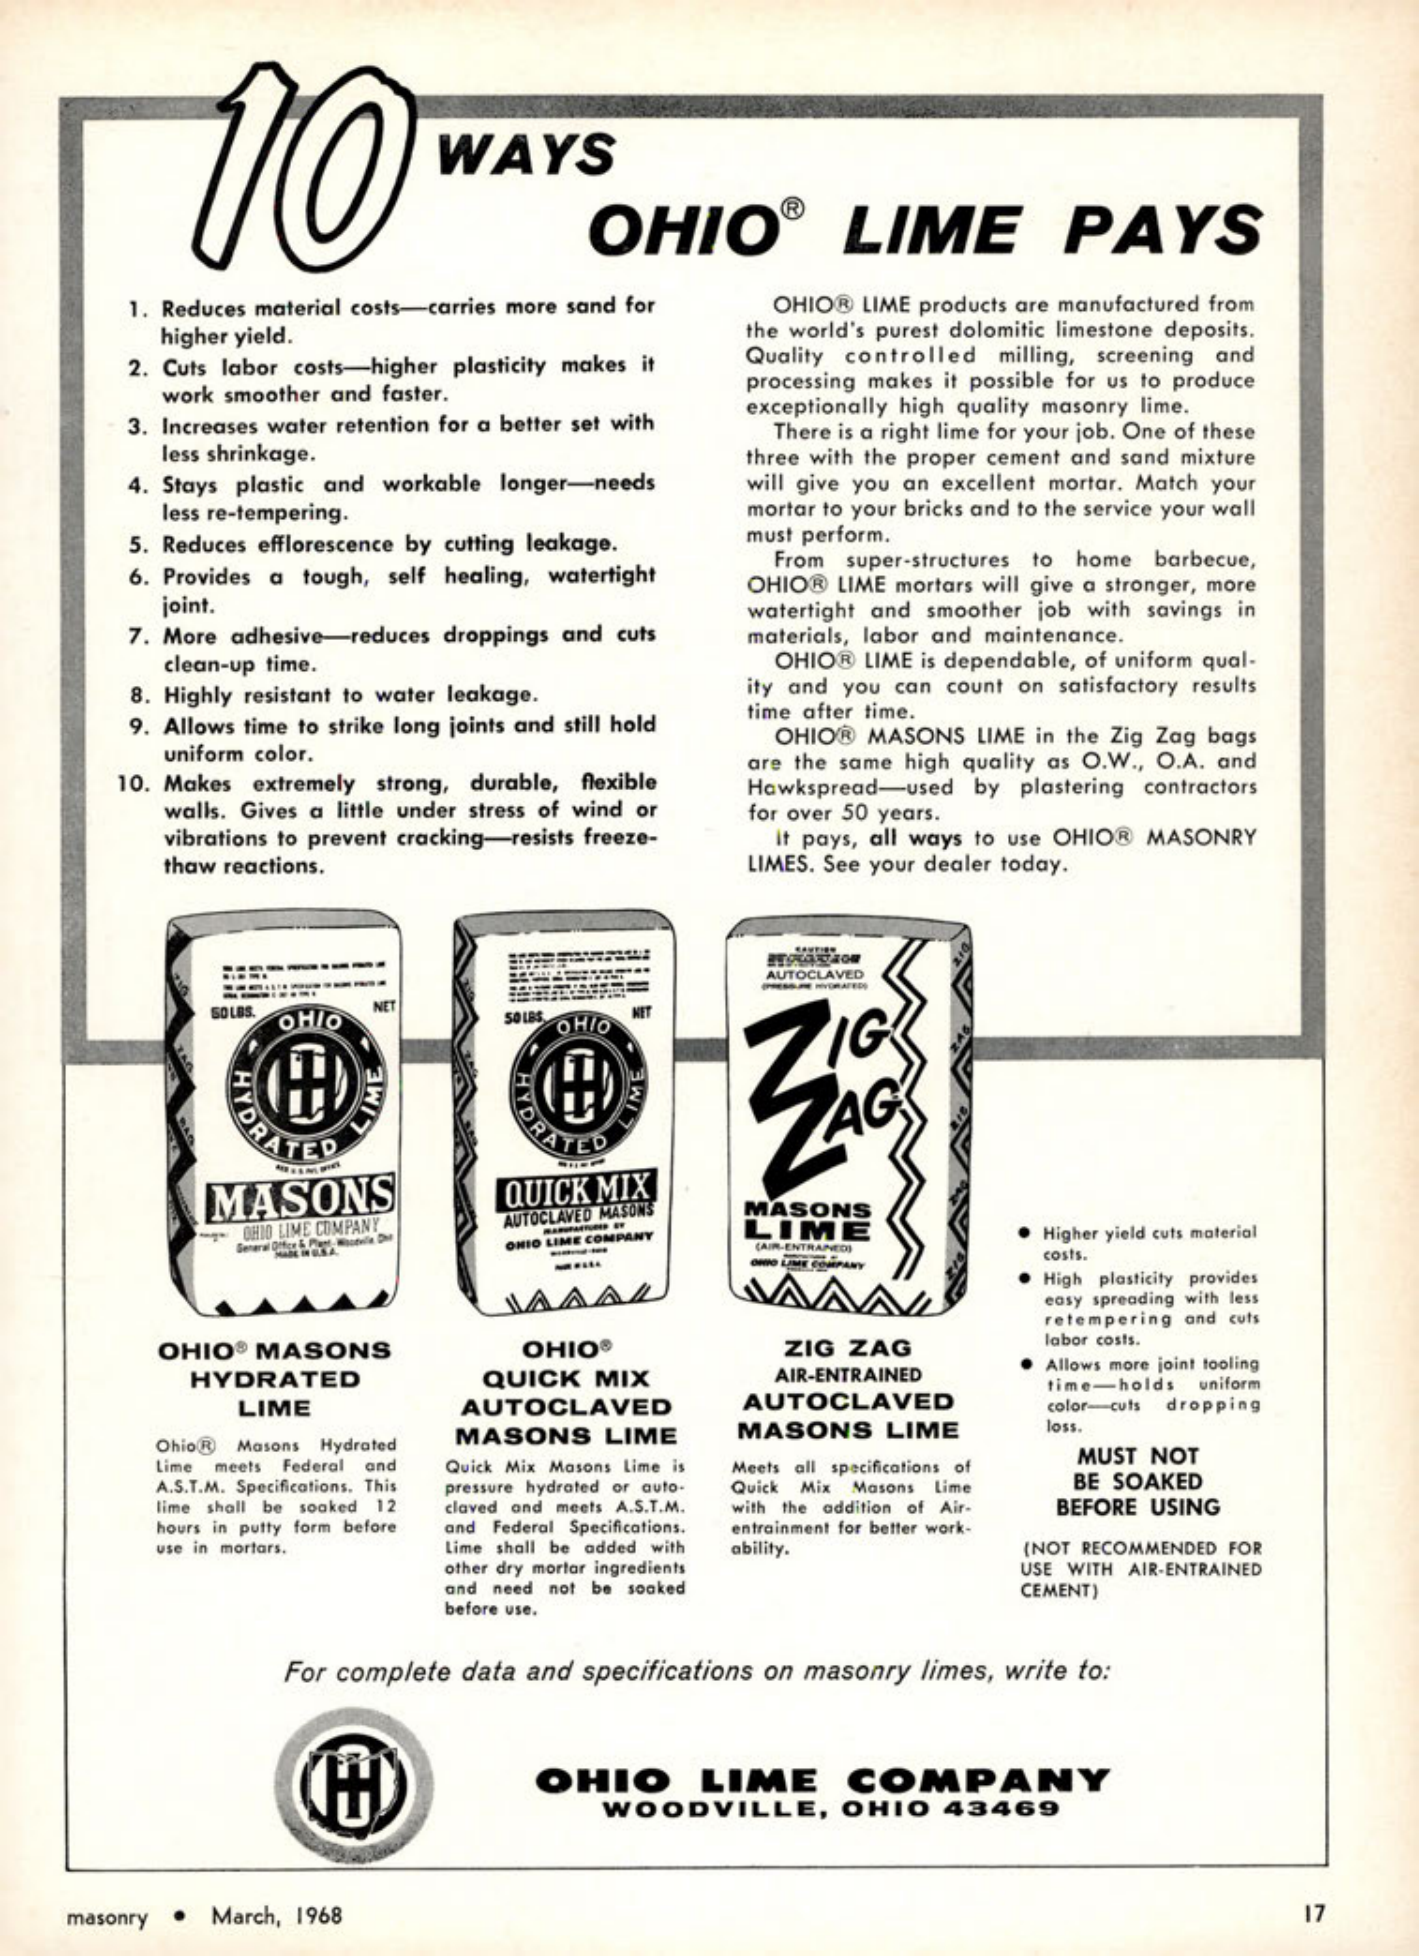 10 WAYS
OHIO® LIME PAYS
1. Reduces material costs—carries more sand for
higher yield.
2. Cuts labor costs—higher plasticity makes it
work smoother and faster.
3. Increases water retention for a better set with
less shrinkage.
4. Stays plastic and workable longer—needs
less re-tempering.
5. Reduces efflorescence by cutting leakage.
6. Provides a tough, self healing, watertight
joint.
7. More adhesive—reduces droppings and cuts
clean-up time.
8. Highly resistant to water leakage.
9. Allows time to strike long joints and still hold
uniform color.
10. Makes extremely strong, durable, flexible
walls. Gives a little under stress of wind or
vibrations to prevent cracking—resists freeze-
thaw reactions.
OHIO® LIME products are manufactured from
the world's purest dolomitic limestone deposits.
Quality controlled milling, screening and
processing makes it possible for us to produce
exceptionally high quality masonry lime.
There is a right lime for your job. One of these
three with the proper cement and sand mixture
will give you an excellent mortar. Match your
mortar to your bricks and to the service your wall
must perform.
From super-structures to home barbecue,
OHIO® LIME mortars will give a stronger, more
watertight and smoother job with savings in
materials, labor and maintenance.
OHIO® LIME is dependable, of uniform qual-
ity and you can count on satisfactory results
time after time.
OHIO® MASONS LIME in the Zig Zag bags
are the same high quality as O.W., O.A. and
Hawkspread—used by plastering contractors
for over 50 years.
It pays, all ways to use OHIO® MASONRY
LIMES. See your dealer today.
50 LBS. NET
OHIO
HYDRATED LIME
MASONS
OHIO LIME COMPANY
General Office & Plant-Woodville, Ohio
MADE IN U.S.A.
ZIG
ZAG
50 LBS. NET
OHIO
HYDRATED LIME
QUICK MIX
AUTOCLAVED MASONS
MANUFACTURED BY
OHIO LIME COMPANY
MADE IN U.S.A.
CAUTION
AUTOCLAVED
(PRESSURE HYDRATED)
ZIG
ZAG
MASONS
LIME
(AIR-ENTRAINED)
MANUFACTURED BY
OHIO LIME COMPANY
ZIG
ZAG
ZIG
ZAG
ZIG
OHIO® MASONS
HYDRATED
LIME
Ohio® Masons Hydrated
Lime meets Federal and
A.S.T.M. Specifications. This
lime shall be soaked 12
hours in putty form before
use in mortars.
OHIO®
QUICK MIX
AUTOCLAVED
MASONS LIME
Quick Mix Masons Lime is
pressure hydrated or auto-
claved and meets A.S.T.M.
and Federal Specifications.
Lime shall be added with
other dry mortar ingredients
and need not be soaked
before use.
ZIG ZAG
AIR-ENTRAINED
AUTOCLAVED
MASONS LIME
Meets all specifications of
Quick Mix Masons Lime
with the addition of Air-
entrainment for better work-
ability.
● Higher yield cuts material
costs.
● High plasticity provides
easy spreading with less
retempering and cuts
labor costs.
● Allows more joint tooling
time—holds uniform
color—cuts dropping
loss.
MUST NOT
BE SOAKED
BEFORE USING
(NOT RECOMMENDED FOR
USE WITH AIR-ENTRAINED
CEMENT)
For complete data and specifications on masonry limes, write to:
OHIO LIME COMPANY
WOODVILLE, OHIO 43469
masonry ● March, 1968
17